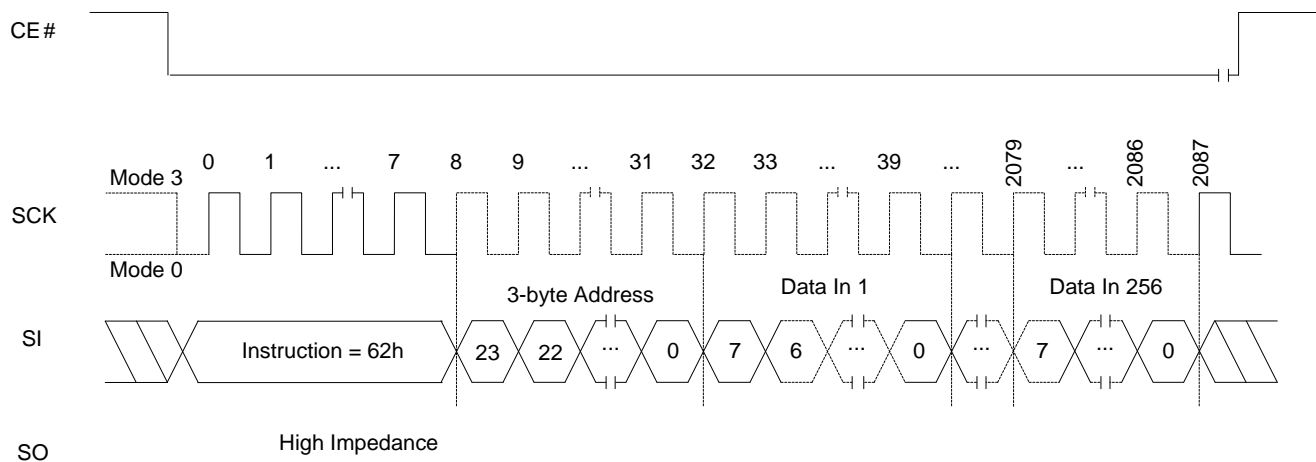 CE#
0 1 ... 7 8 9 ... 31 32 33 ... 39 ... 2079 ... 2086 2087
Mode 3
SCK
Mode 0
3-byte Address Data In 1 Data In 256
SI
Instruction = 62h 23 22 ... 0 7 6 ... 0 ... 7 ... 0
High Impedance
SO